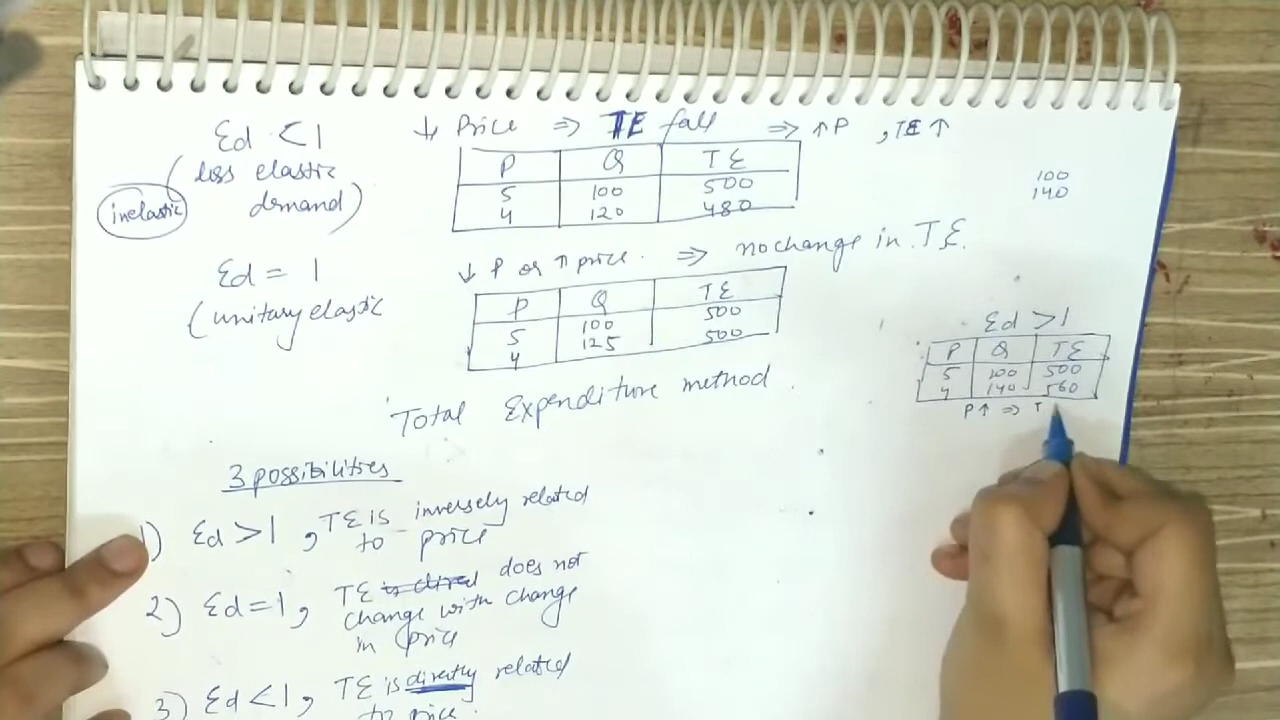 Ed < 1
(less elastic
inelastic demand)
↓ Price ⇒ TE fall ⇒ ↑P , TE ↑
P Q TE
5 100 500
4 120 480
100
140
Ed = 1
(unitary elastic
↓ P or ↑ price. ⇒ no change in TE.
P Q TE
5 100 500
4 125 500
Ed > 1
P Q TE
5 100 500
4 140 560
P↑ ⇒ T
Total Expenditure method.
3 possibilities
1) Ed > 1, TE is inversely related
to price
2) Ed = 1, TE does not
change with change
in price
3) Ed < 1, TE is directly related
to price.